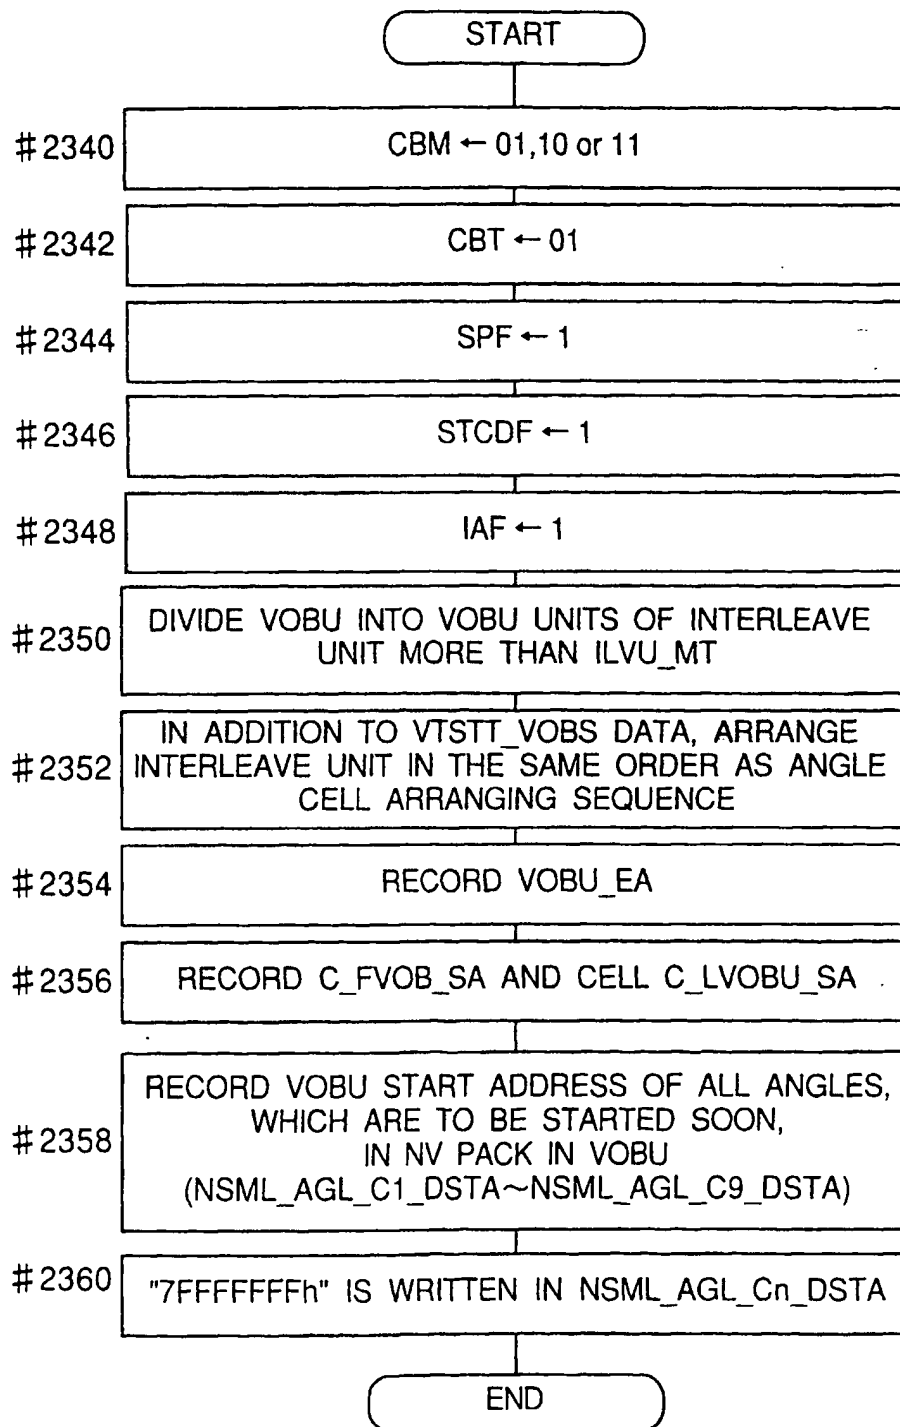 START
#2340
CBM ← 01,10 or 11
#2342
CBT ← 01
#2344
SPF ← 1
#2346
STCDF ← 1
#2348
IAF ← 1
#2350
DIVIDE VOBU INTO VOBU UNITS OF INTERLEAVE
UNIT MORE THAN ILVU_MT
#2352
IN ADDITION TO VTSTT_VOBS DATA, ARRANGE
INTERLEAVE UNIT IN THE SAME ORDER AS ANGLE
CELL ARRANGING SEQUENCE
#2354
RECORD VOBU_EA
#2356
RECORD C_FVOB_SA AND CELL C_LVOBU_SA
#2358
RECORD VOBU START ADDRESS OF ALL ANGLES,
WHICH ARE TO BE STARTED SOON,
IN NV PACK IN VOBU
(NSML_AGL_C1_DSTA~NSML_AGL_C9_DSTA)
#2360
"7FFFFFFFh" IS WRITTEN IN NSML_AGL_Cn_DSTA
END